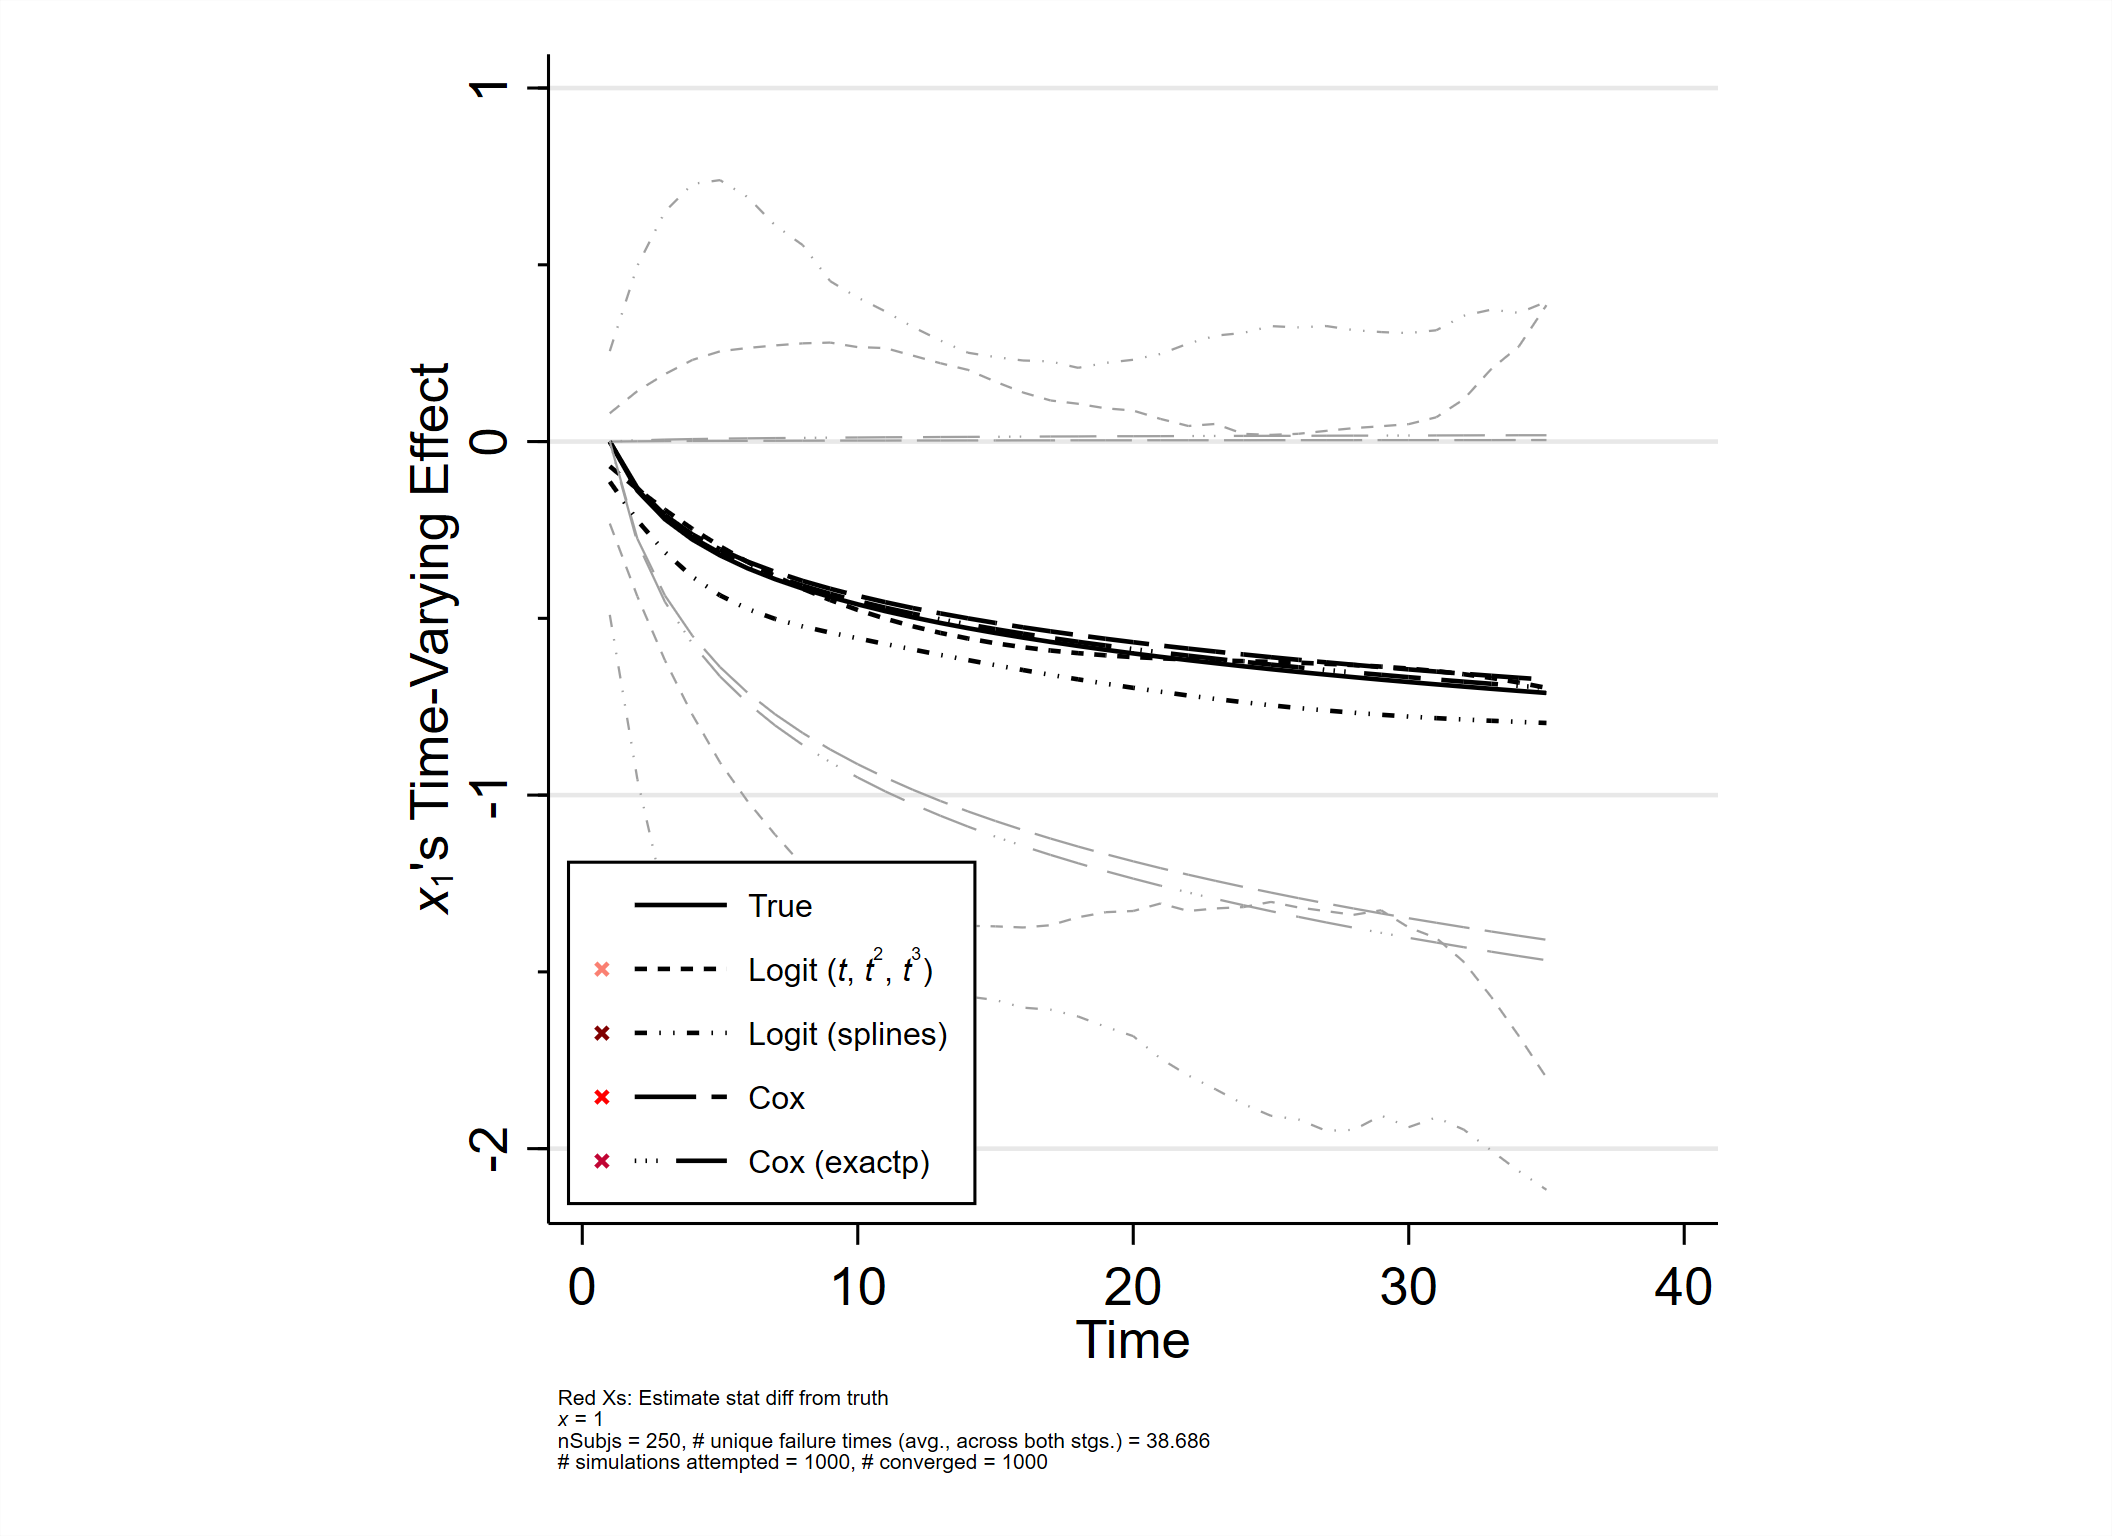 1
0
-1
-2
x₁'s Time-Varying Effect
True
Logit (t, t², t³)
Logit (splines)
Cox
Cox (exactp)
0 10 20 30 40
Time
Red Xs: Estimate stat diff from truth
x = 1
nSubjs = 250, # unique failure times (avg., across both stgs.) = 38.686
# simulations attempted = 1000, # converged = 1000